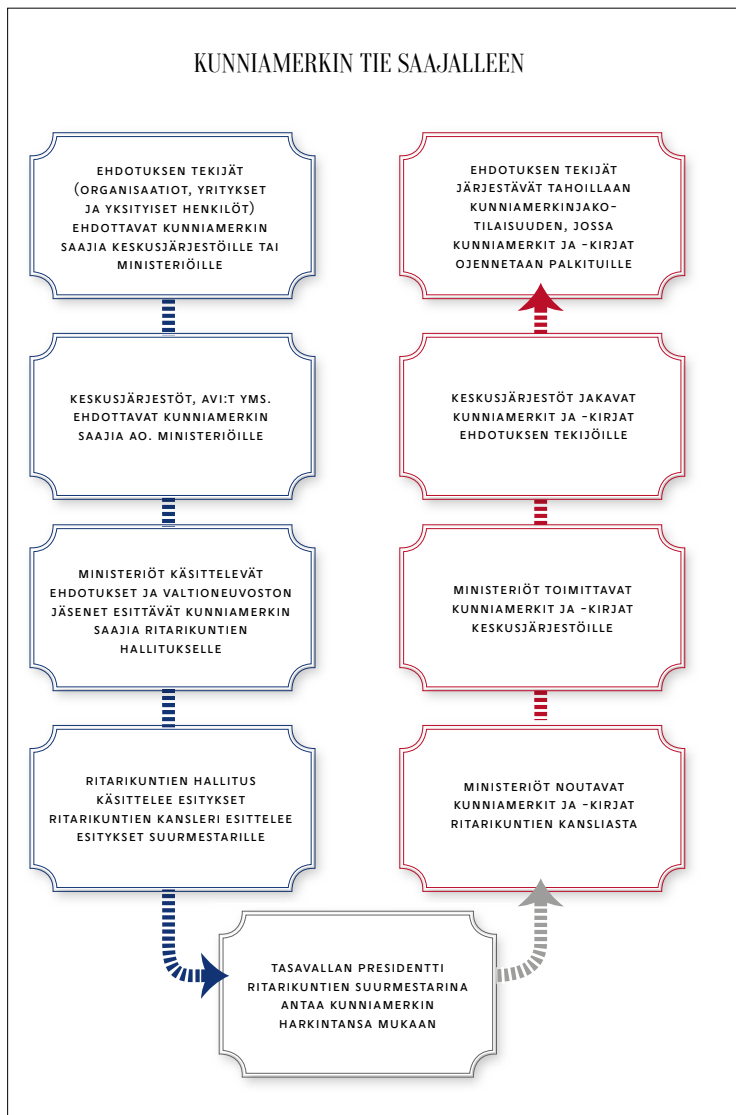 KUNNIAMERKIN TIE SAAJALLEEN
EHDOTUKSEN TEKIJÄT
(ORGANISAATIOT, YRITYKSET
JA YKSITYISET HENKILÖT)
EHDOTTAVAT KUNNIAMERKIN
SAAJIA KESKUSJÄRJESTÖILLE TAI
MINISTERIÖILLE
KESKUSJÄRJESTÖT, AVI:T YMS.
EHDOTTAVAT KUNNIAMERKIN
SAAJIA AO. MINISTERIÖILLE
MINISTERIÖT KÄSITTELEVÄT
EHDOTUKSET JA VALTIONEUVOSTON
JÄSENET ESITTÄVÄT KUNNIAMERKIN
SAAJIA RITARIKUNTIEN
HALLITUKSELLE
RITARIKUNTIEN HALLITUS
KÄSITTELEE ESITYKSET
RITARIKUNTIEN KANSLERI ESITTELEE
ESITYKSET SUURMESTARILLE
TASAVALLAN PRESIDENTTI
RITARIKUNTIEN SUURMESTARINA
ANTAA KUNNIAMERKIN
HARKINTANSA MUKAAN
MINISTERIÖT NOUTAVAT
KUNNIAMERKIT JA -KIRJAT
RITARIKUNTIEN KANSLIASTA
MINISTERIÖT TOIMITTAVAT
KUNNIAMERKIT JA -KIRJAT
KESKUSJÄRJESTÖILLE
KESKUSJÄRJESTÖT JAKAVAT
KUNNIAMERKIT JA -KIRJAT
EHDOTUKSEN TEKIJÖILLE
EHDOTUKSEN TEKIJÄT
JÄRJESTÄVÄT TAHOILLAAN
KUNNIAMERKINJAKO-
TILAISUUDEN, JOSSA
KUNNIAMERKIT JA -KIRJAT
OJENNETAAN PALKITUILLE